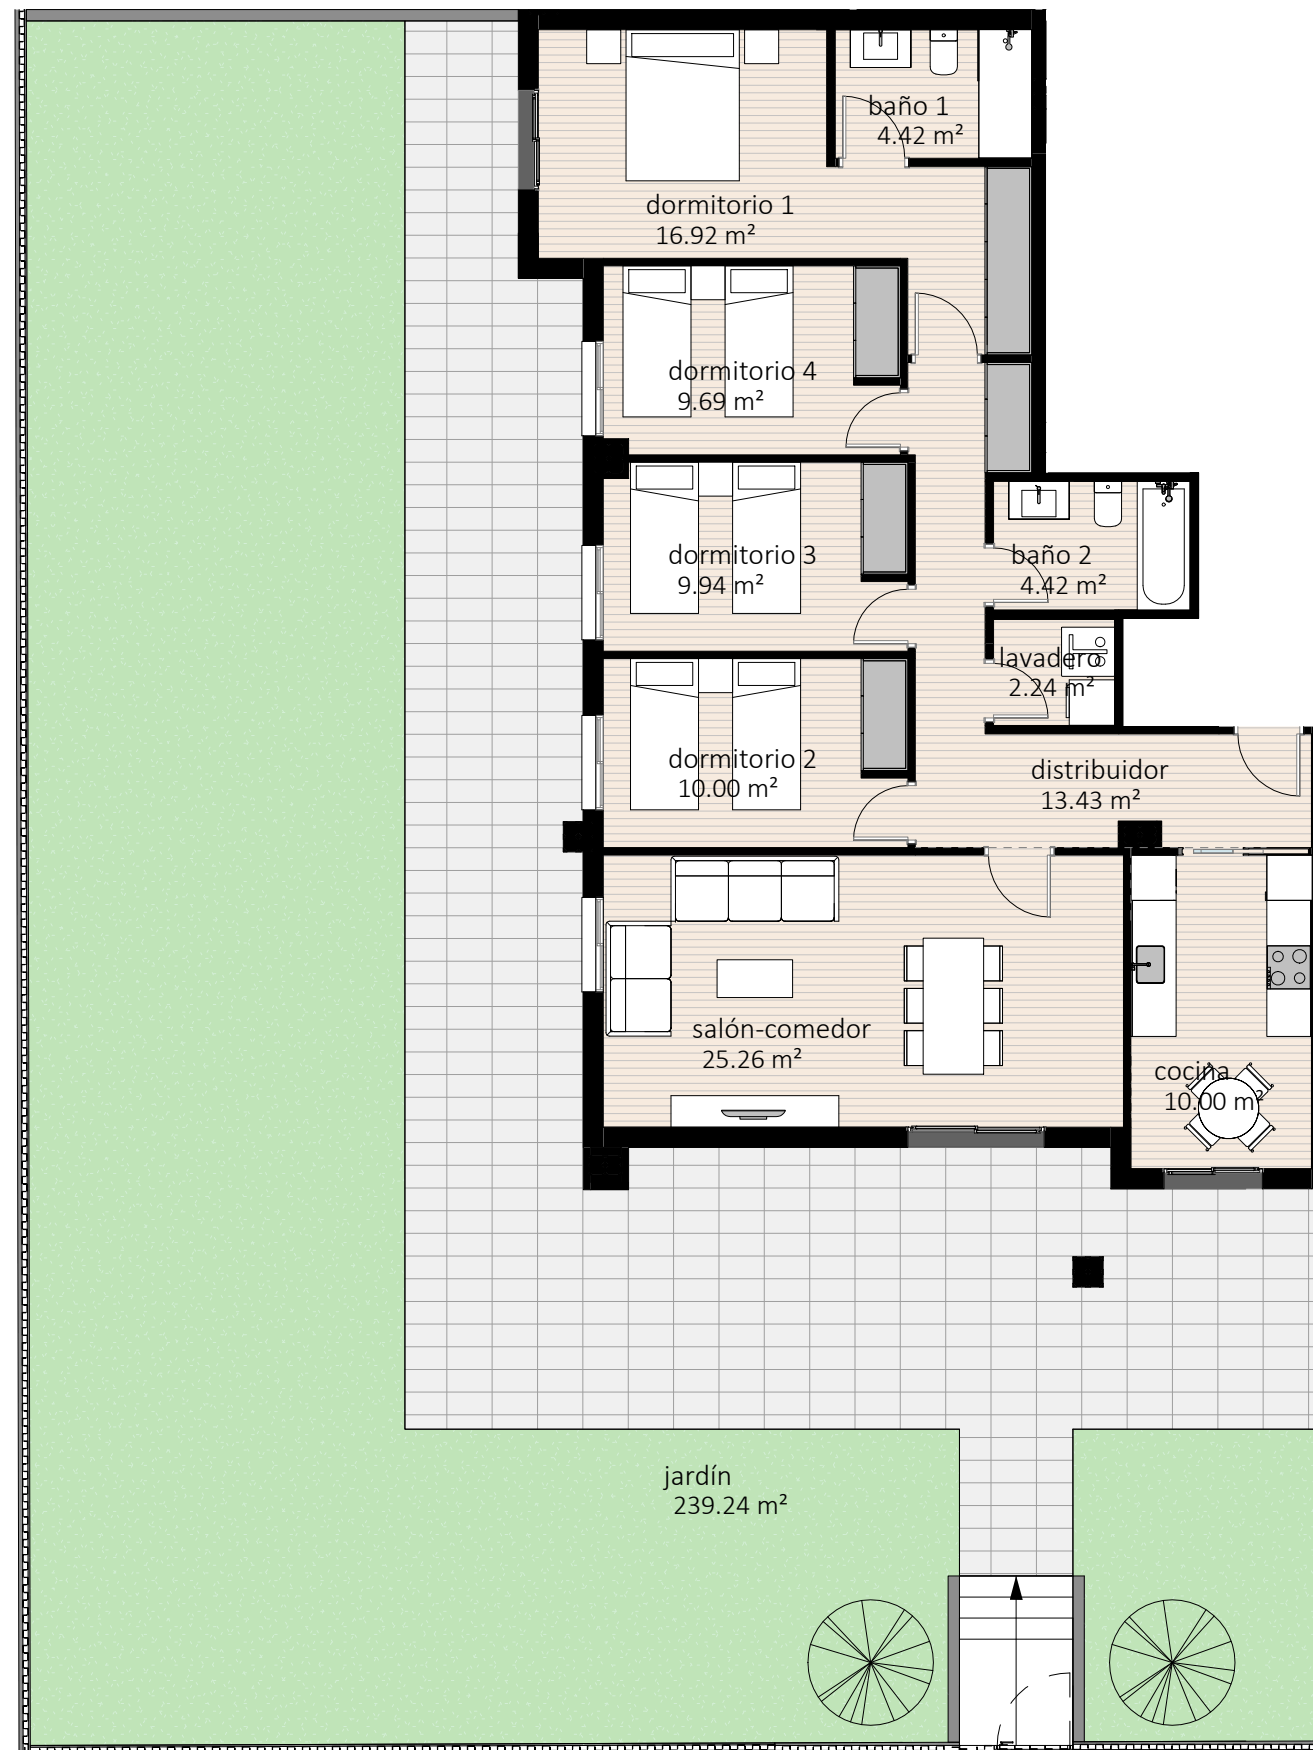 baño 1
4.42 m²
dormitorio 1
16.92 m²
dormitorio 4
9.69 m²
dormitorio 3
9.94 m²
baño 2
4.42 m²
lavadero
2.24 m²
dormitorio 2
10.00 m²
distribuidor
13.43 m²
salón-comedor
25.26 m²
cocina
10.00 m²
jardín
239.24 m²